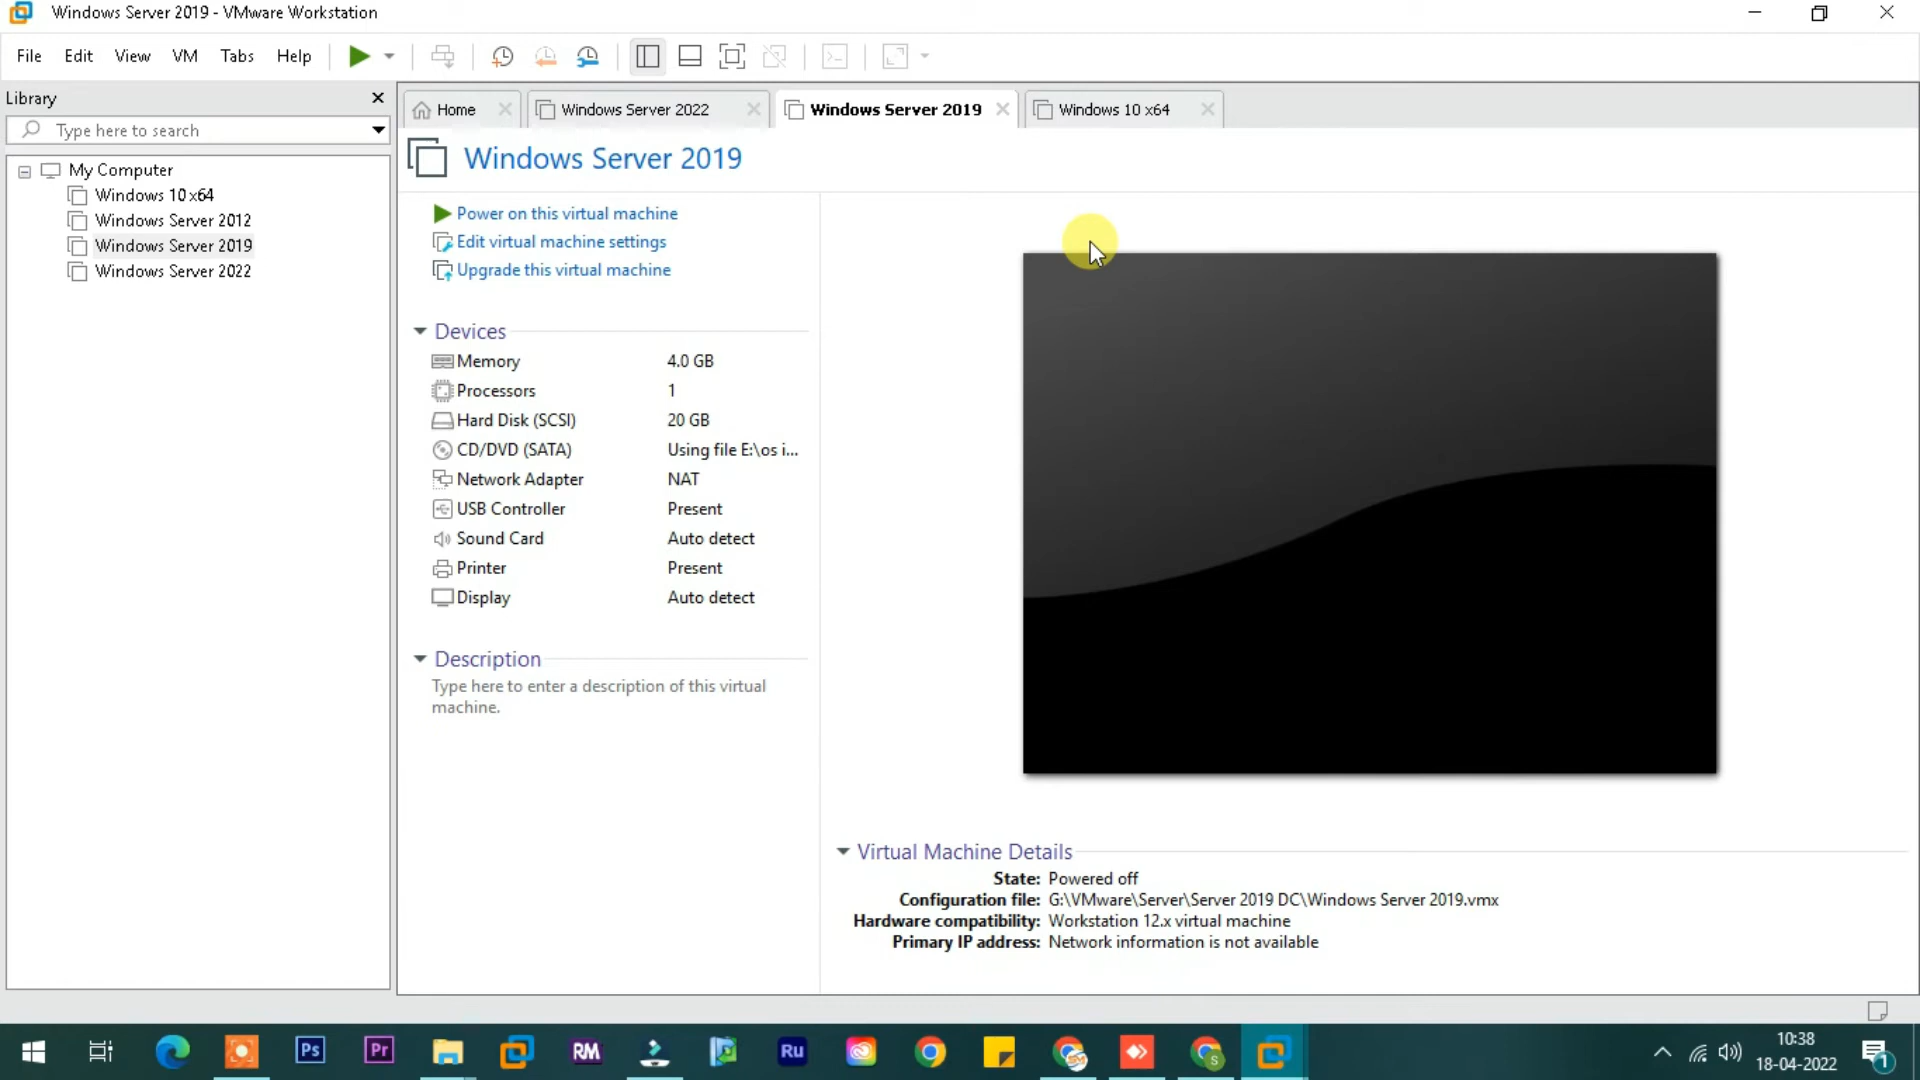 Windows Server 2019 - VMware Workstation
File Edit View VM Tabs Help
Library
Type here to search
My Computer
Windows 10 x64
Windows Server 2012
Windows Server 2019
Windows Server 2022
Home
Windows Server 2022
Windows Server 2019
Windows 10 x64
Windows Server 2019
Power on this virtual machine
Edit virtual machine settings
Upgrade this virtual machine
Devices
Memory 4.0 GB
Processors 1
Hard Disk (SCSI) 20 GB
CD/DVD (SATA) Using file E:\os i...
Network Adapter NAT
USB Controller Present
Sound Card Auto detect
Printer Present
Display Auto detect
Description
Type here to enter a description of this virtual
machine.
Virtual Machine Details
State: Powered off
Configuration file: G:\VMware\Server\Server 2019 DC\Windows Server 2019.vmx
Hardware compatibility: Workstation 12.x virtual machine
Primary IP address: Network information is not available
Ps
Pr
RM
Ru
S
10:38
18-04-2022
1